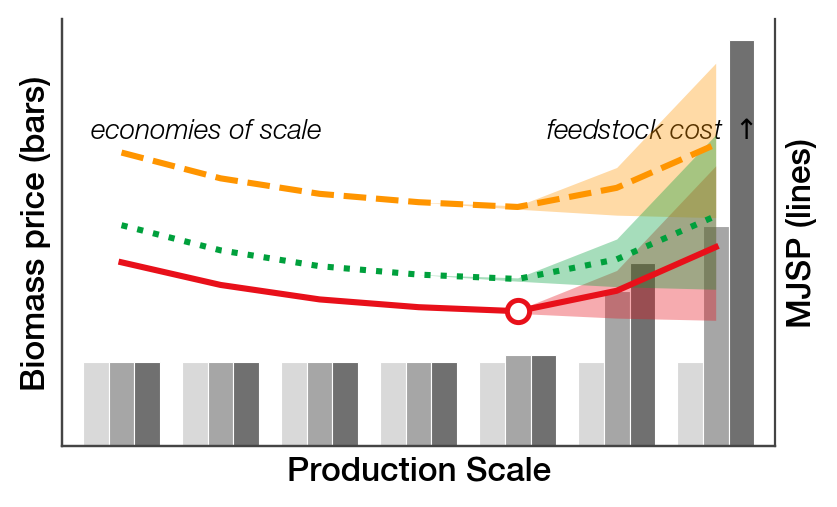 economies of scale
feedstock cost ↑
Biomass price (bars)
MJSP (lines)
Production Scale